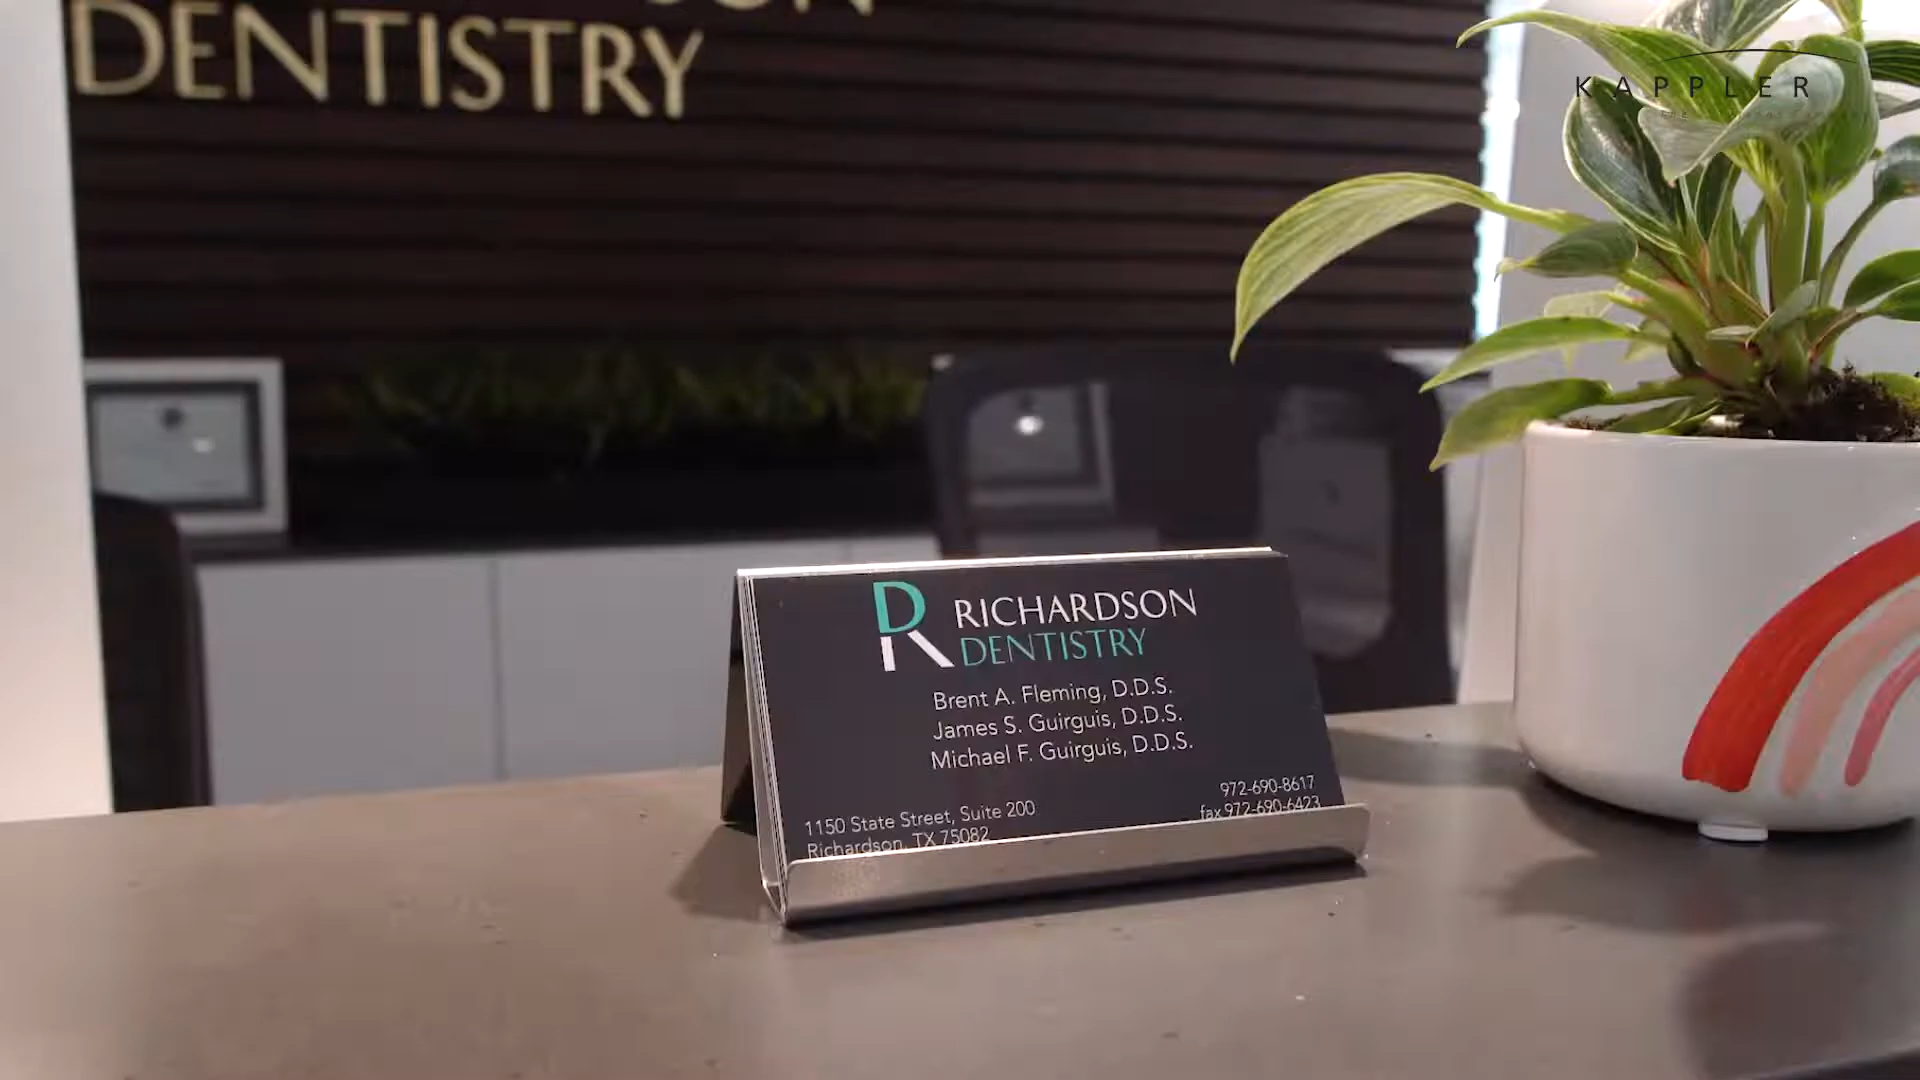 DENTISTRY
KAPPLER
RICHARDSON
DENTISTRY
Brent A. Fleming, D.D.S.
James S. Guirguis, D.D.S.
Michael F. Guirguis, D.D.S.
972-690-8617
fax 972-690-6423
1150 State Street, Suite 200
Richardson, TX 75082